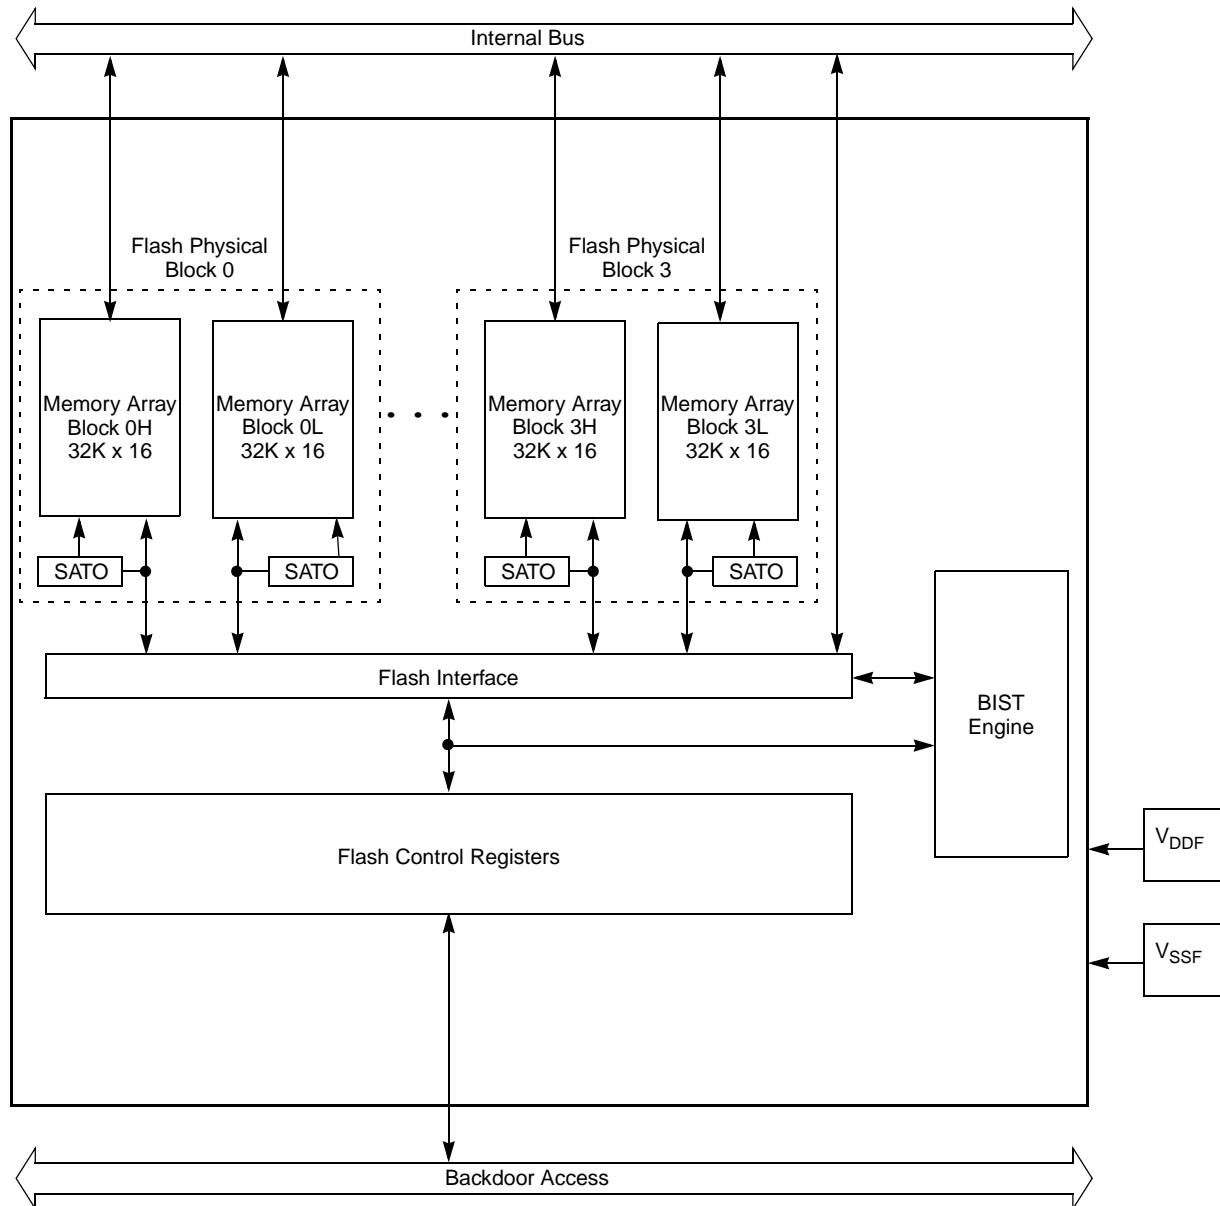 Internal Bus
Flash Physical
Block 0
Flash Physical
Block 3
Memory Array
Block 0H
32K x 16
Memory Array
Block 0L
32K x 16
Memory Array
Block 3H
32K x 16
Memory Array
Block 3L
32K x 16
SATO
SATO
SATO
SATO
Flash Interface
BIST
Engine
Flash Control Registers
VDDF
VSSF
Backdoor Access